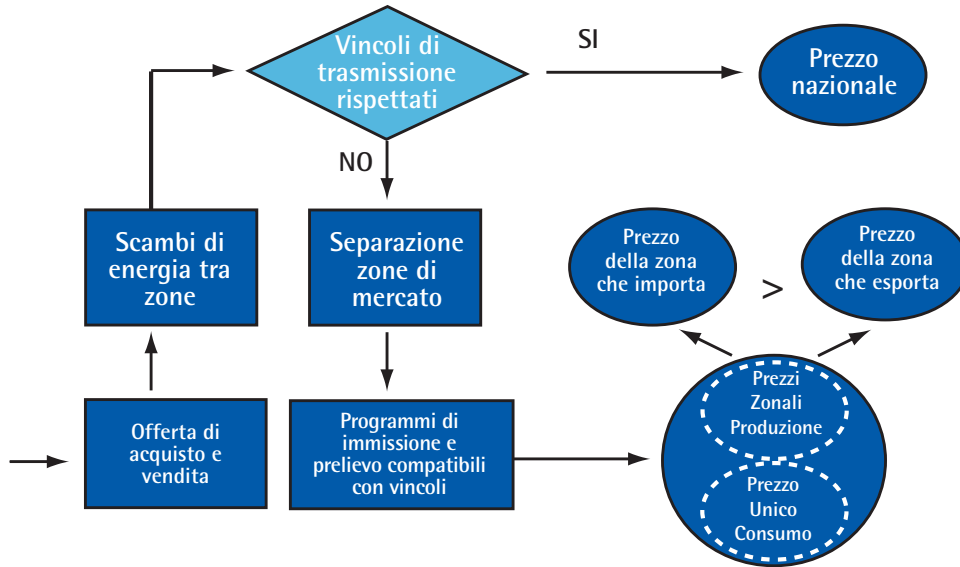 Vincoli di
trasmissione
rispettati
SI
Prezzo
nazionale
NO
Scambi di
energia tra
zone
Separazione
zone di
mercato
Prezzo
della zona
che importa
>
Prezzo
della zona
che esporta
Offerta di
acquisto e
vendita
Programmi di
immissione e
prelievo compatibili
con vincoli
Prezzi
Zonali
Produzione
Prezzo
Unico
Consumo